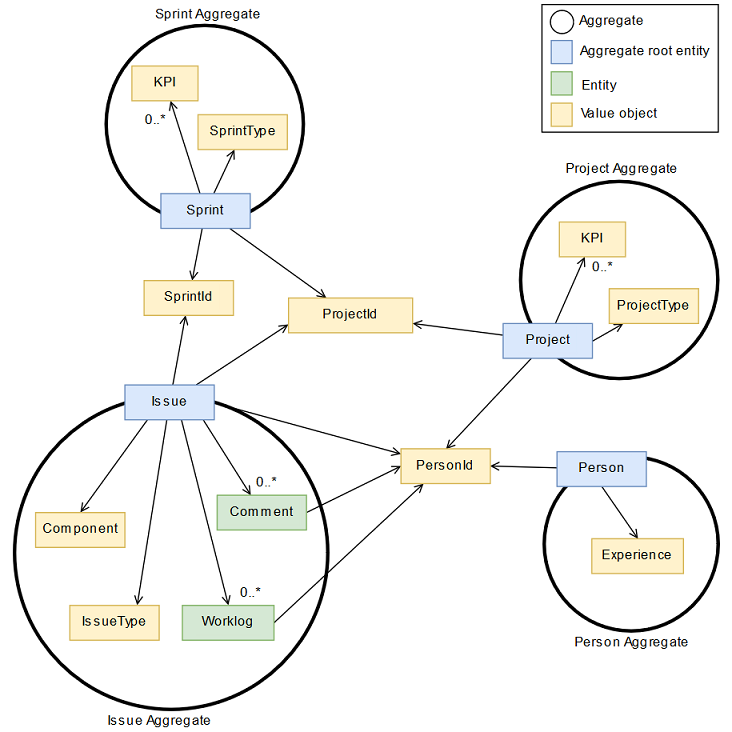 Sprint Aggregate
KPI
0..*
SprintType
Sprint
Aggregate
Aggregate root entity
Entity
Value object
Project Aggregate
KPI
0..*
ProjectType
Project
SprintId
ProjectId
Issue
PersonId
Person
0..*
Comment
Component
Experience
0..*
IssueType
Worklog
Person Aggregate
Issue Aggregate